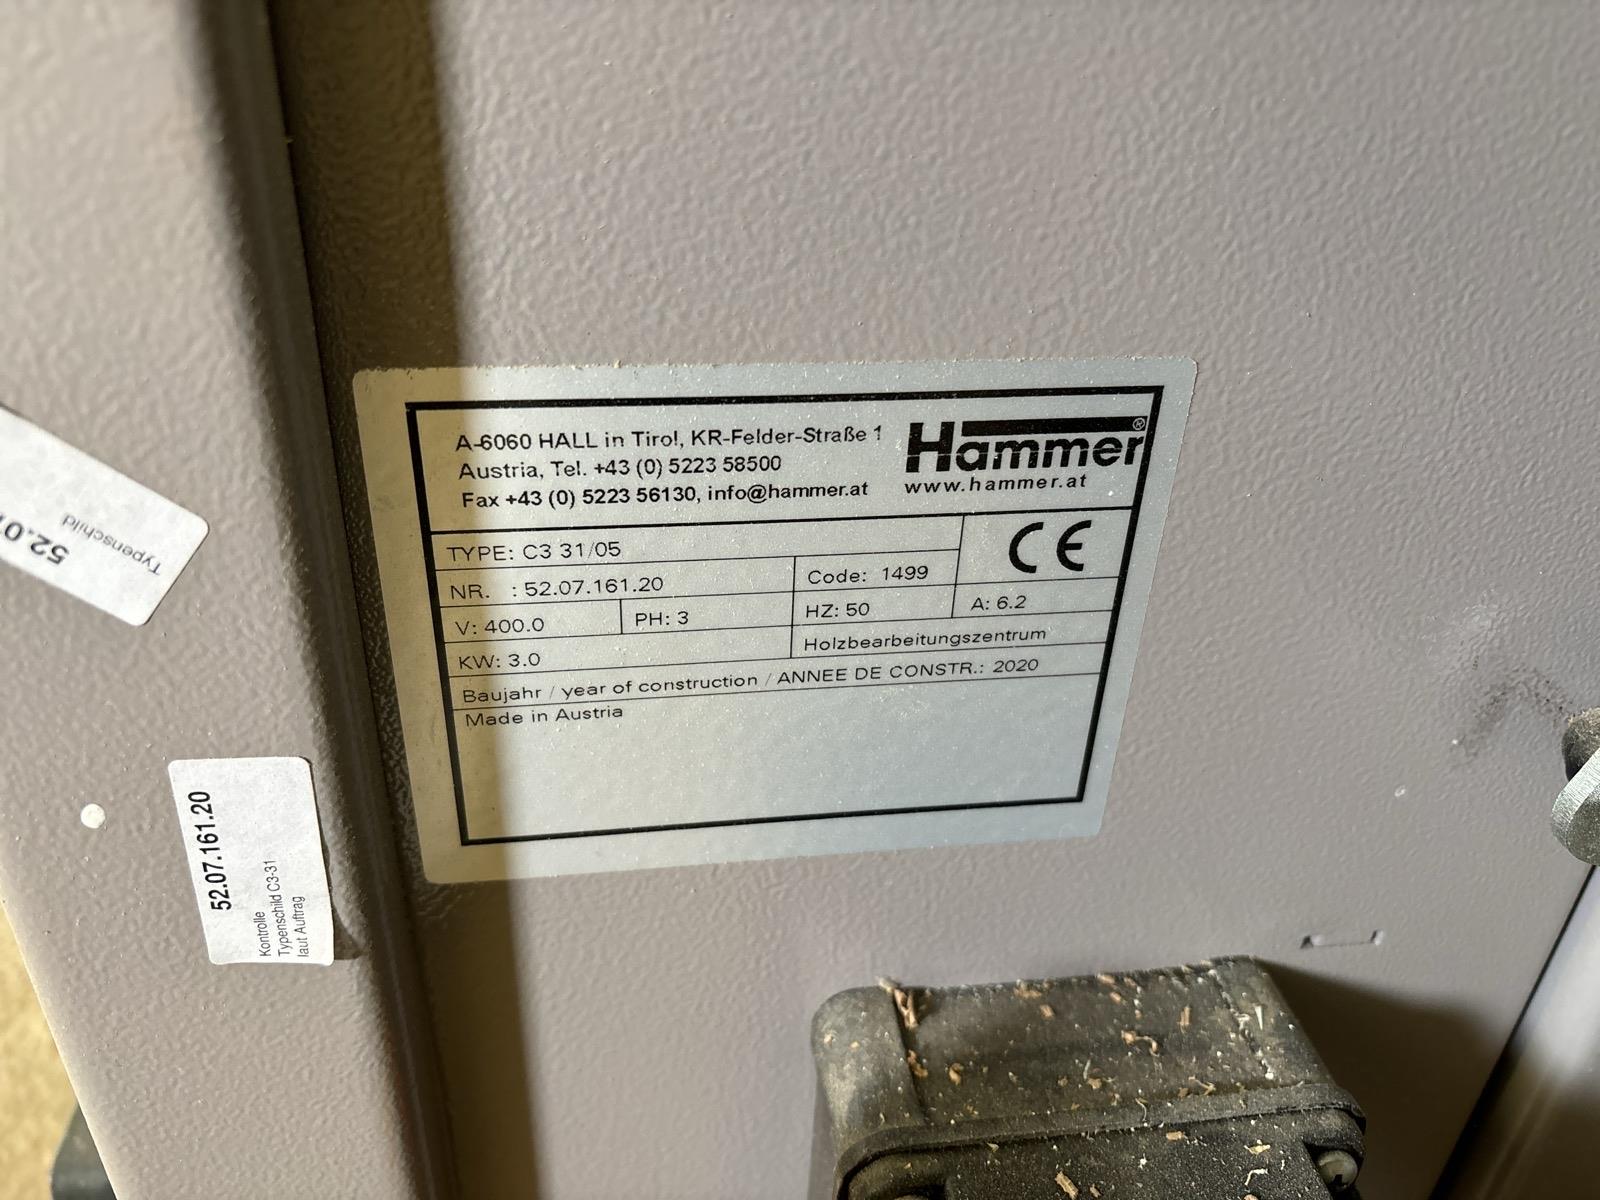 A-6060 HALL in Tirol, KR-Felder-Straße 1
Austria, Tel. +43 (0) 5223 58500
Fax +43 (0) 5223 56130, info@hammer.at
Hammer®
www.hammer.at
TYPE: C3 31/05
NR. : 52.07.161.20
Code: 1499
CE
V: 400.0
PH: 3
HZ: 50
A: 6.2
KW: 3.0
Holzbearbeitungszentrum
Baujahr / year of construction / ANNEE DE CONSTR.: 2020
Made in Austria
52.0
Typenschild
52.07.161.20
Kontrolle
Typenschild C3-31
laut Auftrag